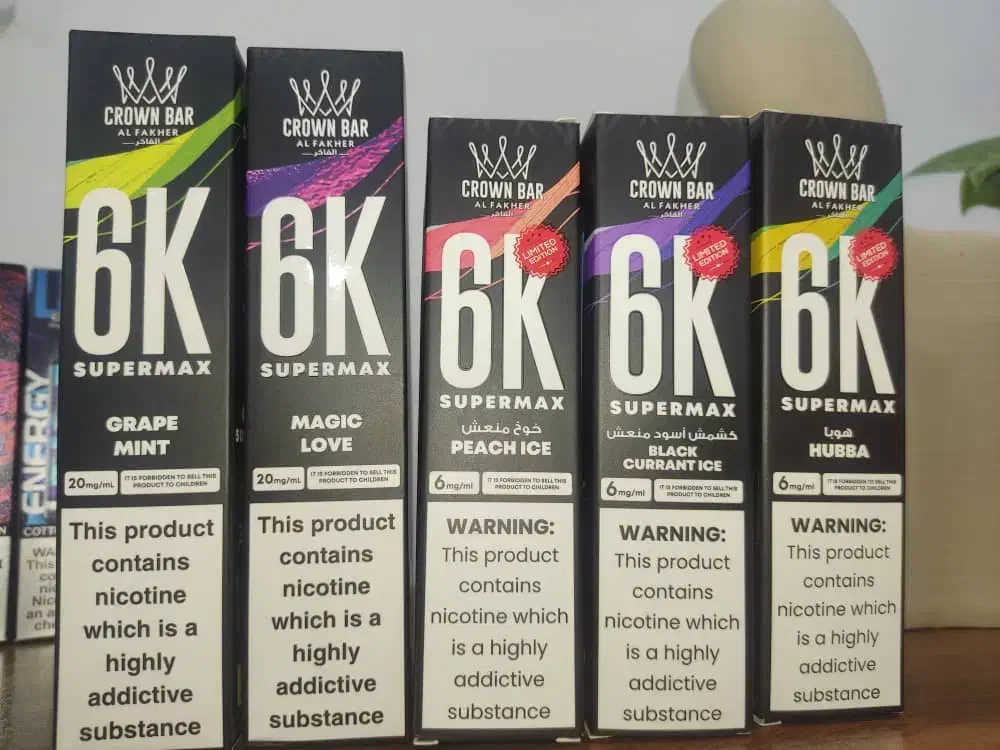 CROWN BAR
AL FAKHER
الفاخر
6K
SUPERMAX
GRAPE
MINT
20mg/mL
IT IS FORBIDDEN TO SELL THIS
PRODUCT TO CHILDREN
This product
contains
nicotine
which is a
highly
addictive
substance
CROWN BAR
AL FAKHER
الفاخر
6K
SUPERMAX
MAGIC
LOVE
20mg/mL
IT IS FORBIDDEN TO SELL THIS
PRODUCT TO CHILDREN
This product
contains
nicotine
which is a
highly
addictive
substance
CROWN BAR
AL FAKHER
الفاخر
LIMITED
EDITION
6K
SUPERMAX
خوخ منعش
PEACH ICE
6mg/ml
IT IS FORBIDDEN TO SELL THIS
PRODUCT TO CHILDREN
WARNING:
This product
contains
nicotine which
is a highly
addictive
substance
CROWN BAR
AL FAKHER
الفاخر
LIMITED
EDITION
6K
SUPERMAX
كشمش أسود منعش
BLACK
CURRANT ICE
6mg/ml
IT IS FORBIDDEN TO SELL THIS
PRODUCT TO CHILDREN
WARNING:
This product
contains
nicotine which
is a highly
addictive
substance
CROWN BAR
AL FAKHER
الفاخر
LIMITED
EDITION
6K
SUPERMAX
هوبا
HUBBA
6mg/ml
IT IS FORBIDDEN TO SELL THIS
PRODUCT TO CHILDREN
WARNING:
This product
contains
nicotine which
is a highly
addictive
substance
ENERGY